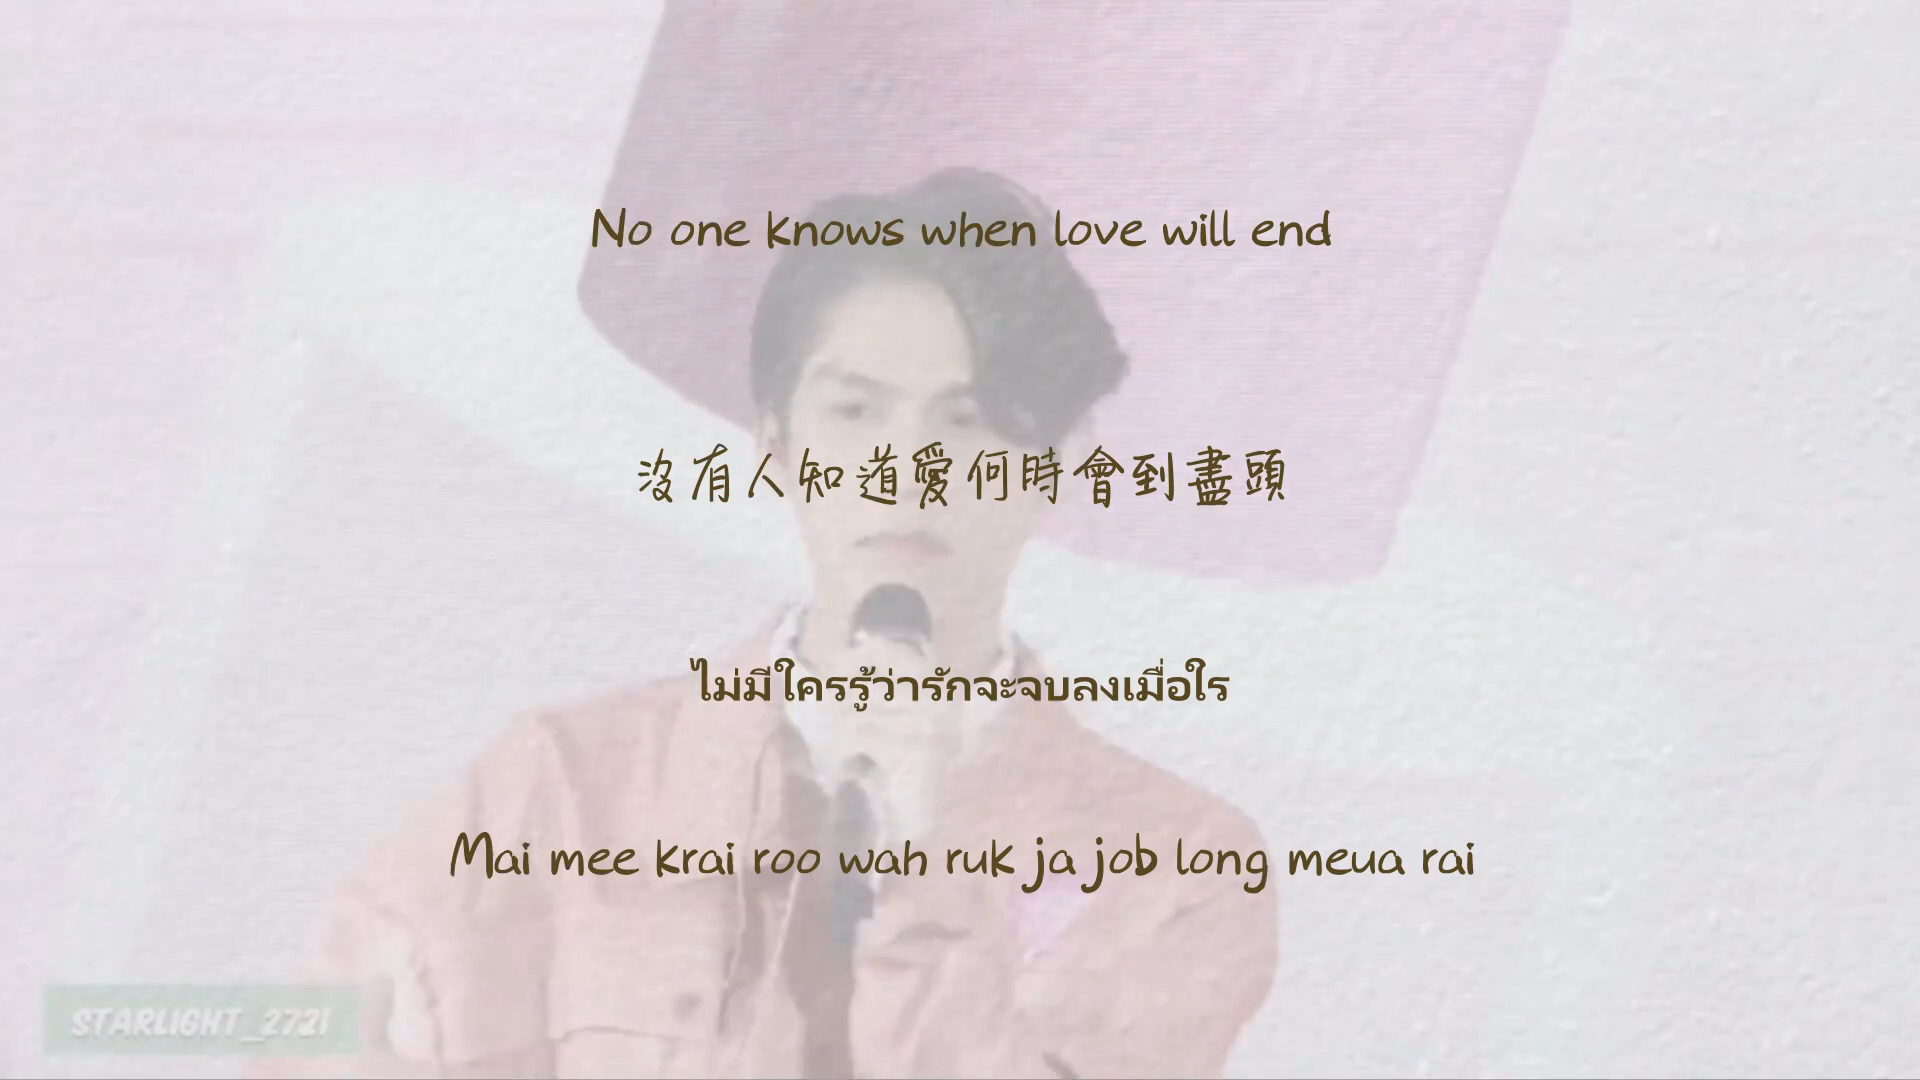 No one knows when love will end
沒有人知道愛何時會到盡頭
ไม่มีใครรู้ว่ารักจะจบลงเมื่อใร
Mai mee krai roo wah ruk ja job long meua rai
STARLIGHT_2721